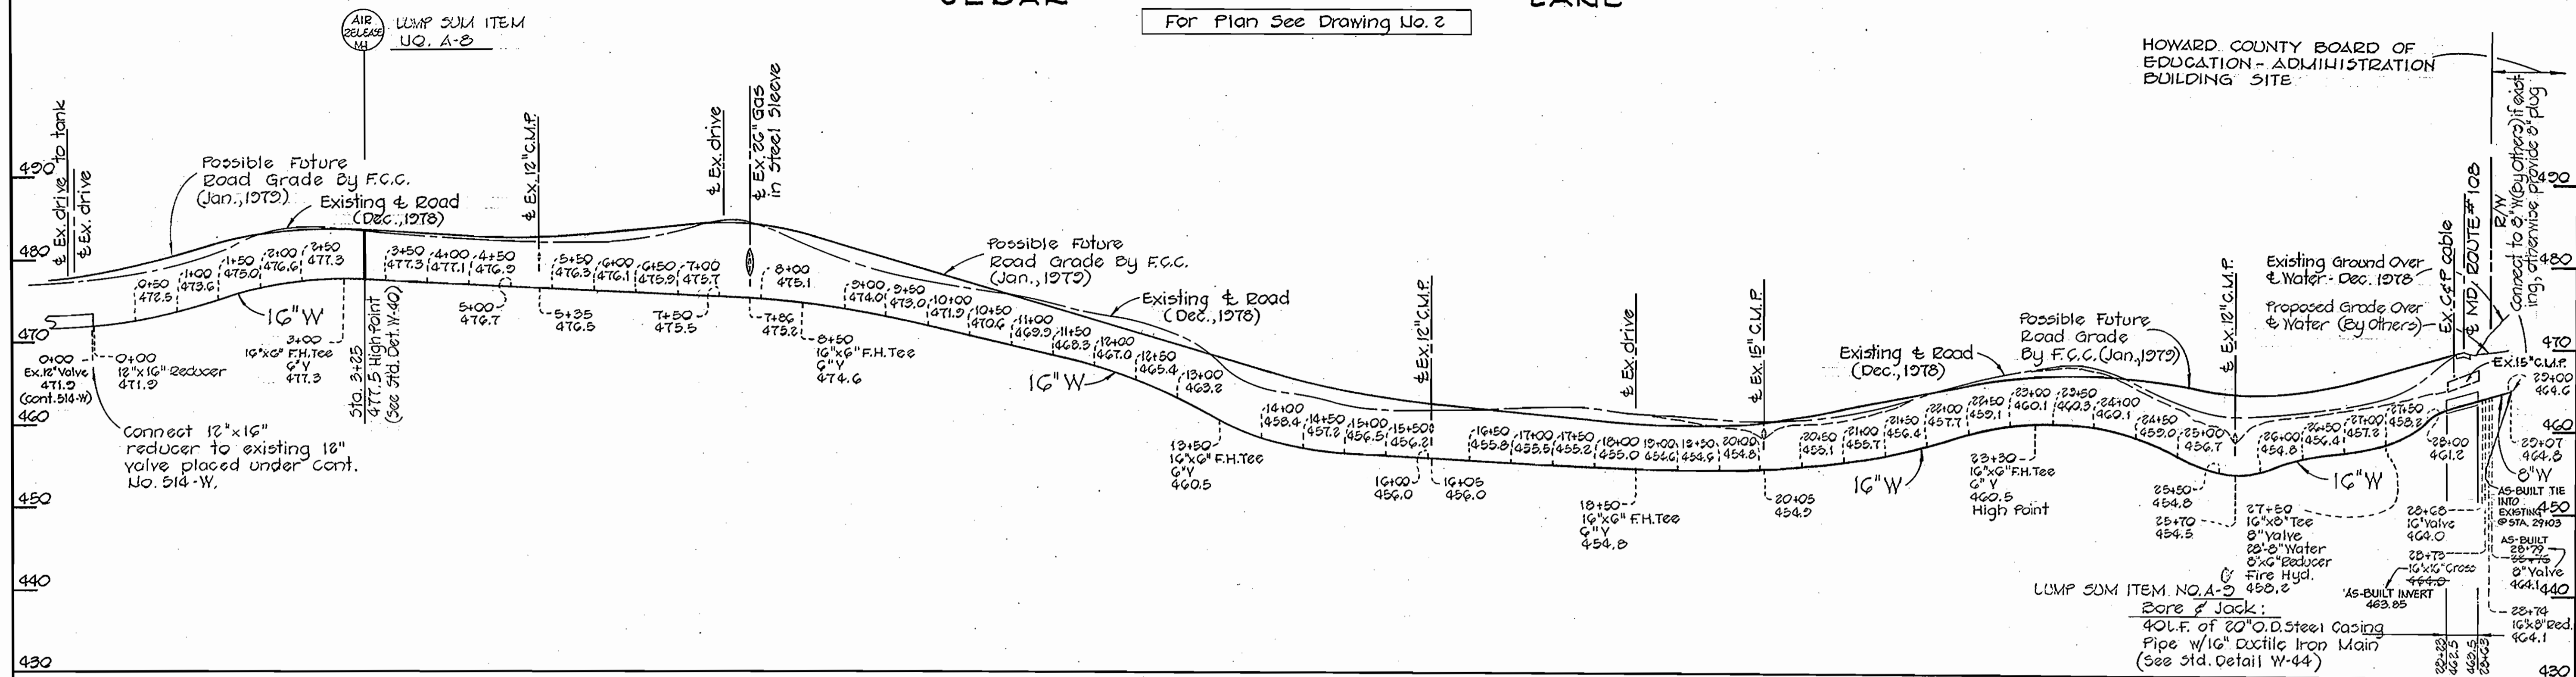 CEDAR LANE
For Plan See Drawing No. 2
AIR
RELEASE
MH
LUMP SUM ITEM
NO. A-8
HOWARD COUNTY BOARD OF
EDUCATION - ADMINISTRATION
BUILDING SITE
490
480
470
460
450
440
430
℄ Ex. drive to tank
℄ Ex. drive
Possible Future
Road Grade By F.C.C.
(Jan., 1979)
Existing ℄ Road
(Dec., 1978)
℄ Ex. 12" C.M.P.
℄ Ex. drive
℄ Ex. 26" Gas
in Steel Sleeve
0+50
472.5
1+00
473.6
1+50
475.0
2+00
476.6
2+50
477.3
3+50
477.3
4+00
477.1
4+50
476.9
5+50
476.3
6+00
476.1
6+50
475.9
7+00
475.7
8+00
475.1
9+00
474.0
9+50
473.0
10+00
471.9
10+50
470.6
11+00
469.9
11+50
468.3
12+00
467.0
12+50
465.4
13+00
463.2
16" W
0+00
Ex. 12" Valve
471.9
(Cont. 514-W)
0+00
12"x16" Reducer
471.9
Connect 12"x16"
reducer to existing 12"
valve placed under Cont.
No. 514-W.
3+00
16"x6" F.H. Tee
6" Y
477.3
Sta. 3+25
477.5 High Point
(See Std. Det. W-40)
5+00
476.7
5+35
476.5
7+50
475.5
7+86
475.2
8+50
16"x6" F.H. Tee
6" Y
474.6
Possible Future
Road Grade By F.C.C.
(Jan., 1979)
Existing ℄ Road
(Dec., 1978)
16" W
13+50
16"x6" F.H. Tee
6" Y
460.5
℄ Ex. 12" C.M.P.
℄ Ex. drive
℄ Ex. 15" C.M.P.
14+00
458.4
14+50
457.2
15+00
456.5
15+50
456.2
16+00
456.0
16+05
456.0
16+50
455.8
17+00
455.5
17+50
455.2
18+00
455.0
18+50
16"x6" F.H. Tee
6" Y
454.8
19+00
19+50
20+00
454.8
20+05
454.9
20+50
455.1
21+00
455.7
21+50
456.4
22+00
457.7
22+50
459.1
23+00
460.1
23+50
460.3
24+00
460.1
24+50
459.0
25+00
456.7
16" W
Existing ℄ Road
(Dec., 1978)
Possible Future
Road Grade
By F.C.C. (Jan., 1979)
℄ Ex. 12" C.M.P.
23+30
16"x6" F.H. Tee
6" Y
460.5
High Point
25+50
454.8
25+70
454.5
26+00
454.8
26+50
456.4
27+00
457.2
27+50
458.2
16" W
27+50
16"x8" Tee
8" Valve
28'-8" Water
8"x6" Reducer
Fire Hyd.
458.2
Existing Ground Over
℄ Water - Dec. 1978
Proposed Grade Over
℄ Water (By Others)
Ex. C&P cable
℄ MD. ROUTE # 108
R/W
Connect to 8" W (by others) if exist-
ing, otherwise provide 8" plug
Ex. 15" C.M.P.
28+00
461.2
29+00
464.6
29+07
464.8
8" W
AS-BUILT TIE
INTO
EXISTING
@ STA. 29+03
28+68
16" Valve
464.0
28+73
16"x16" Cross
464.0
AS-BUILT INVERT
463.85
AS-BUILT
28+79
8" Valve
464.1
28+74
16"x8" Red.
464.1
LUMP SUM ITEM NO. A-9
Bore & Jack:
40 L.F. of 20" O.D. Steel Casing
Pipe w/16" Ductile Iron Main
(See Std. Detail W-44)
28+23
462.5
463.5
28+63
490
480
470
460
450
440
430